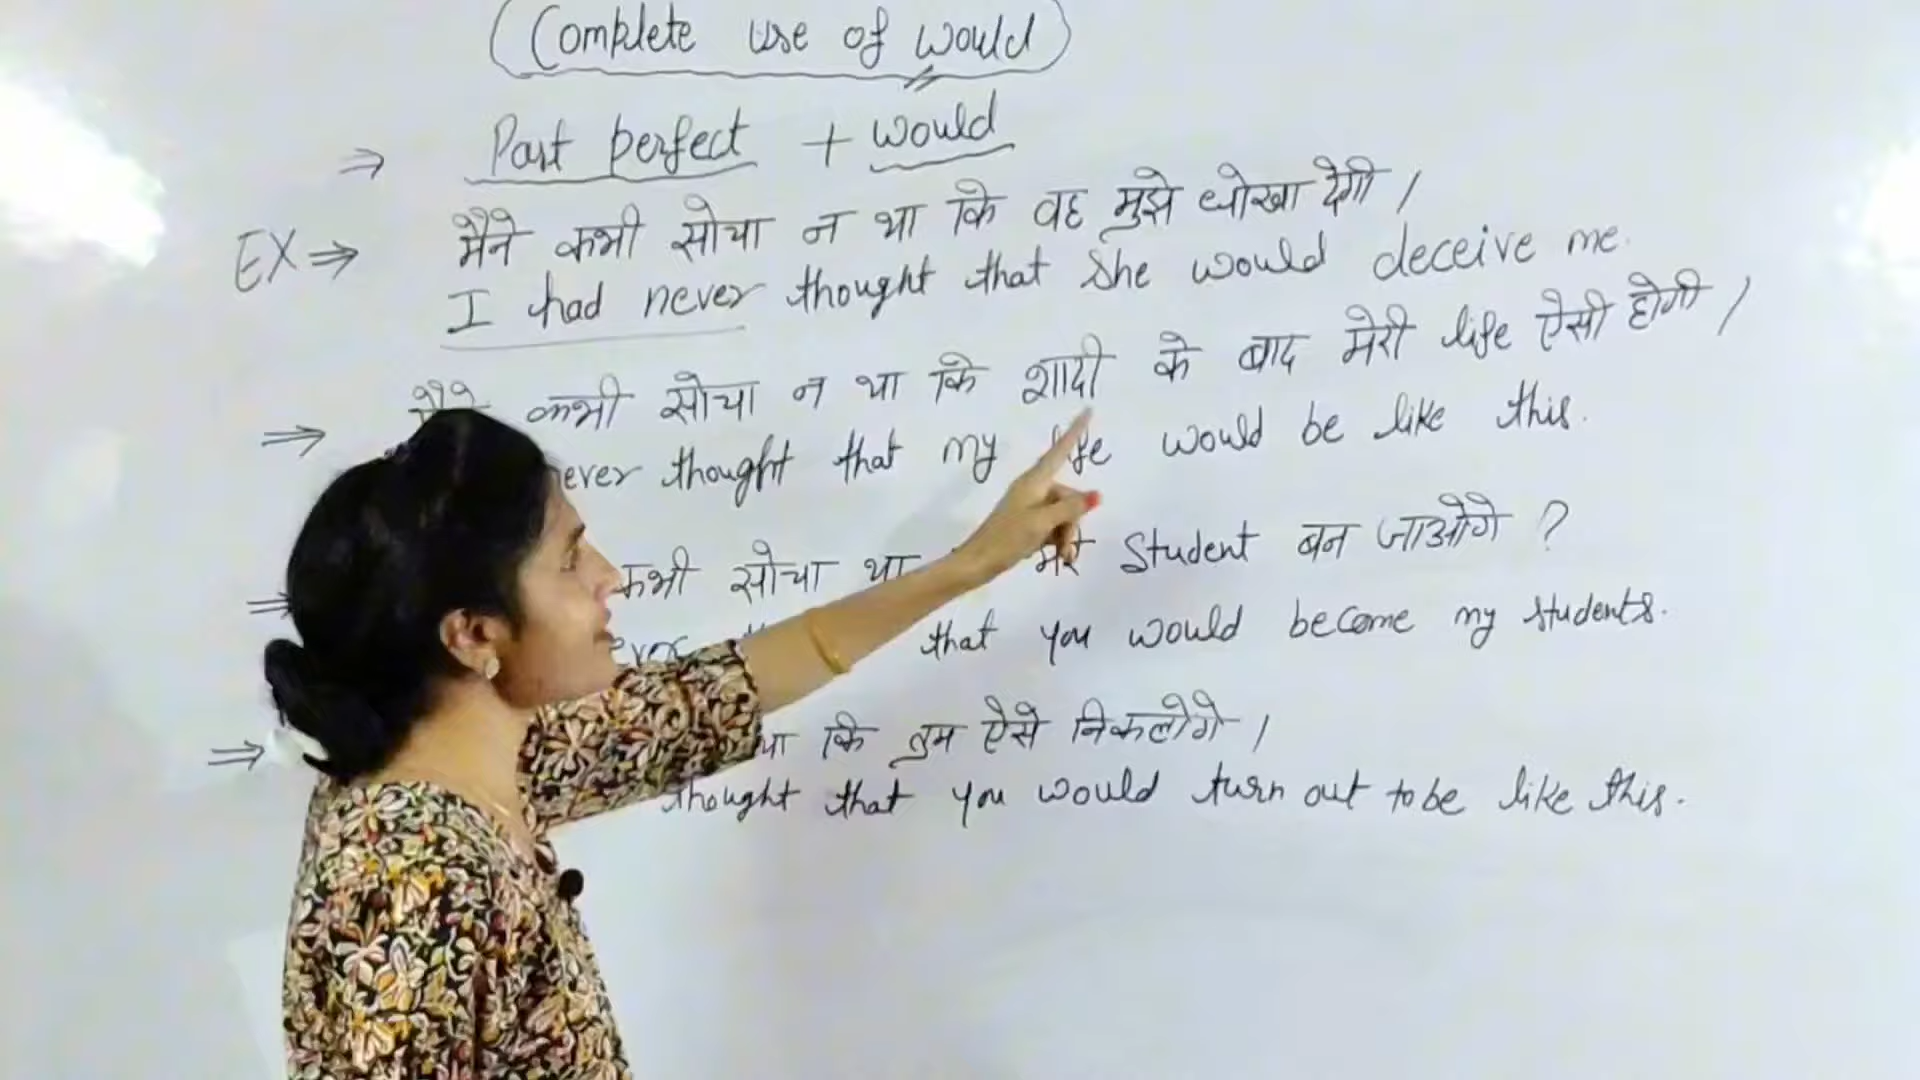 Complete use of would
⇒ Past perfect + would
EX ⇒ मैने कभी सोचा न था कि वह मुझे धोखा देगी।
I had never thought that she would deceive me.
⇒ कभी सोचा न था कि शादी के बाद मेरी life ऐसी होगी।
never thought that my life would be like this.
⇒ कभी सोचा था मेरे student बन जाओगे ?
that you would become my students.
⇒ था कि तुम ऐसे निकलोगे।
thought that you would turn out to be like this.